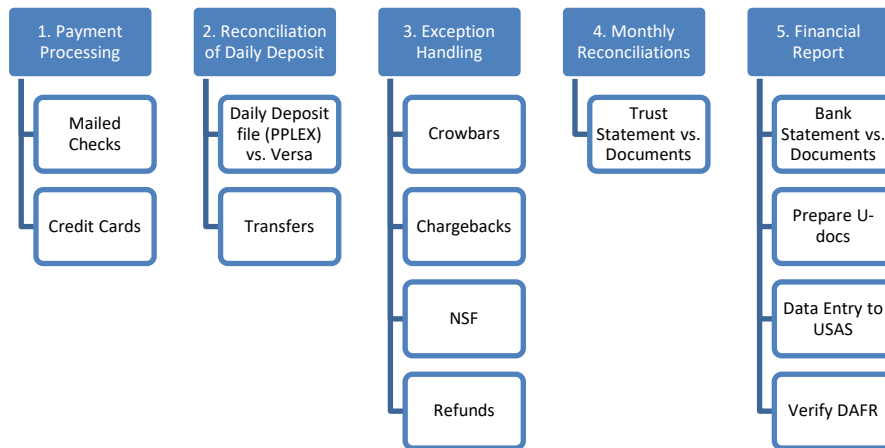 1. Payment
Processing
Mailed
Checks
Credit Cards
2. Reconciliation
of Daily Deposit
Daily Deposit
file (PPLEX)
vs. Versa
Transfers
3. Exception
Handling
Crowbars
Chargebacks
NSF
Refunds
4. Monthly
Reconciliations
Trust
Statement vs.
Documents
5. Financial
Report
Bank
Statement vs.
Documents
Prepare U-
docs
Data Entry to
USAS
Verify DAFR